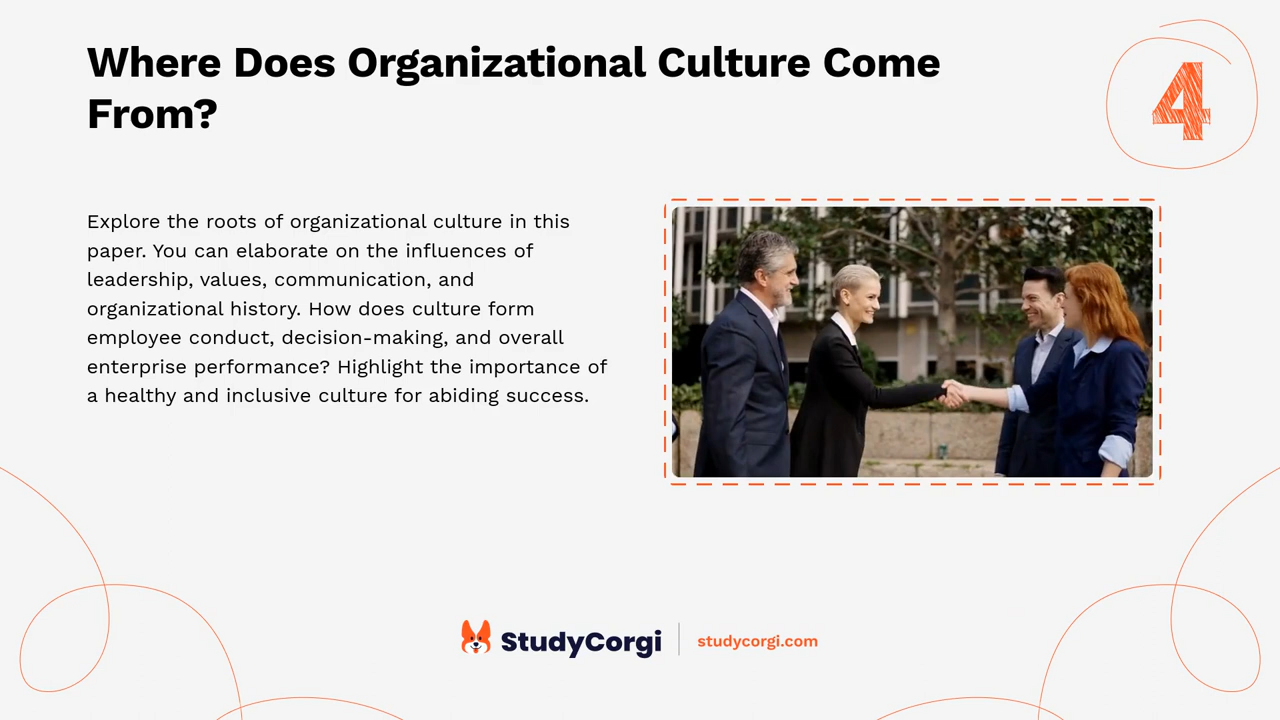 Where Does Organizational Culture Come
From?
4
Explore the roots of organizational culture in this
paper. You can elaborate on the influences of
leadership, values, communication, and
organizational history. How does culture form
employee conduct, decision-making, and overall
enterprise performance? Highlight the importance of
a healthy and inclusive culture for abiding success.
StudyCorgi
studycorgi.com